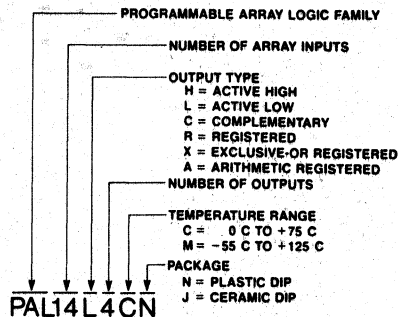 PROGRAMMABLE ARRAY LOGIC FAMILY
NUMBER OF ARRAY INPUTS
OUTPUT TYPE
H = ACTIVE HIGH
L = ACTIVE LOW
C = COMPLEMENTARY
R = REGISTERED
X = EXCLUSIVE-OR REGISTERED
A = ARITHMETIC REGISTERED
NUMBER OF OUTPUTS
TEMPERATURE RANGE
C = 0 C TO +75 C
M = -55 C TO +125 C
PACKAGE
N = PLASTIC DIP
J = CERAMIC DIP
PAL14L4CN